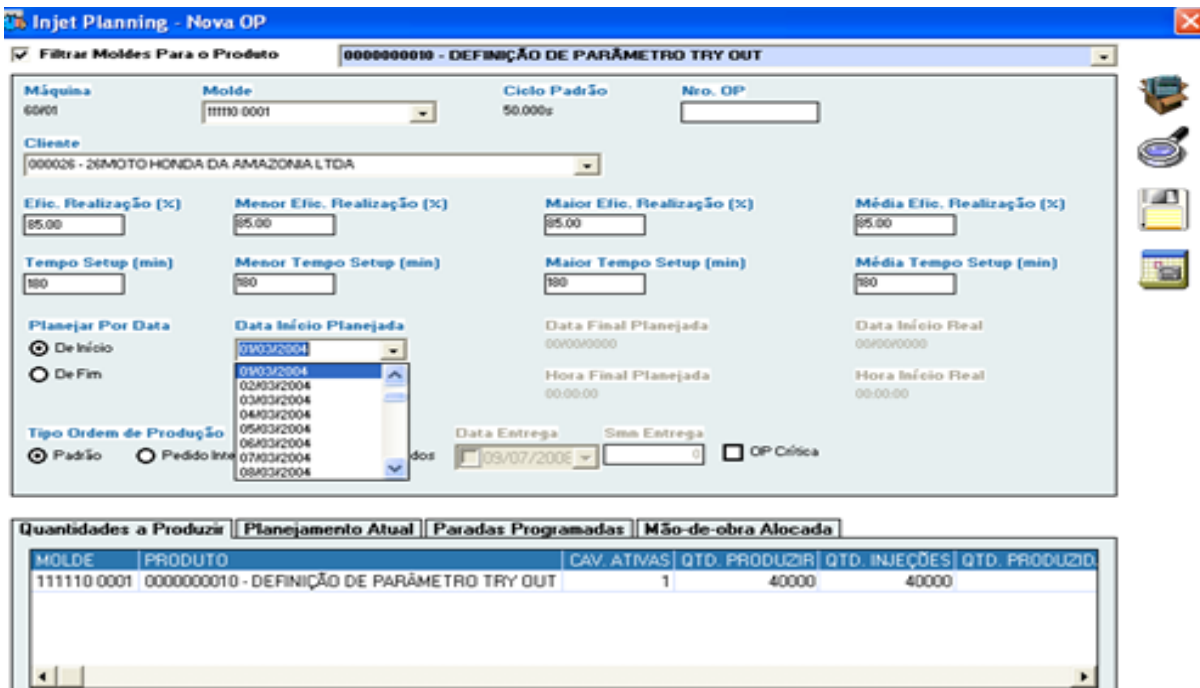 Injet Planning - Nova OP
Filtrar Moldes Para o Produto 0000000010 - DEFINIÇÃO DE PARÂMETRO TRY OUT
Máquina Molde Ciclo Padrão Nro. OP
60/01 111110 0001 50.000s
Cliente
000026 - 26MOTO HONDA DA AMAZONIA LTDA
Efic. Realização (%) Menor Efic. Realização (%) Maior Efic. Realização (%) Média Efic. Realização (%)
85.00 85.00 85.00 85.00
Tempo Setup (min) Menor Tempo Setup (min) Maior Tempo Setup (min) Média Tempo Setup (min)
180 180 180 180
Planejar Por Data Data Início Planejada Data Final Planejada Data Início Real
De Início 01/03/2004 00/00/0000 00/00/0000
01/03/2004
De Fim 02/03/2004 Hora Final Planejada Hora Início Real
03/03/2004 00:00:00 00:00:00
04/03/2004
Tipo Ordem de Produção 05/03/2004 Data Entrega Smn Entrega
06/03/2004
Padrão Pedido Inte 07/03/2004 dos 09/07/2008 0 OP Crítica
08/03/2004
Quantidades a Produzir Planejamento Atual Paradas Programadas Mão-de-obra Alocada
MOLDE PRODUTO CAV. ATIVAS QTD. PRODUZIR QTD. INJEÇÕES QTD. PRODUZID.
111110 0001 0000000010 - DEFINIÇÃO DE PARÂMETRO TRY OUT 1 40000 40000